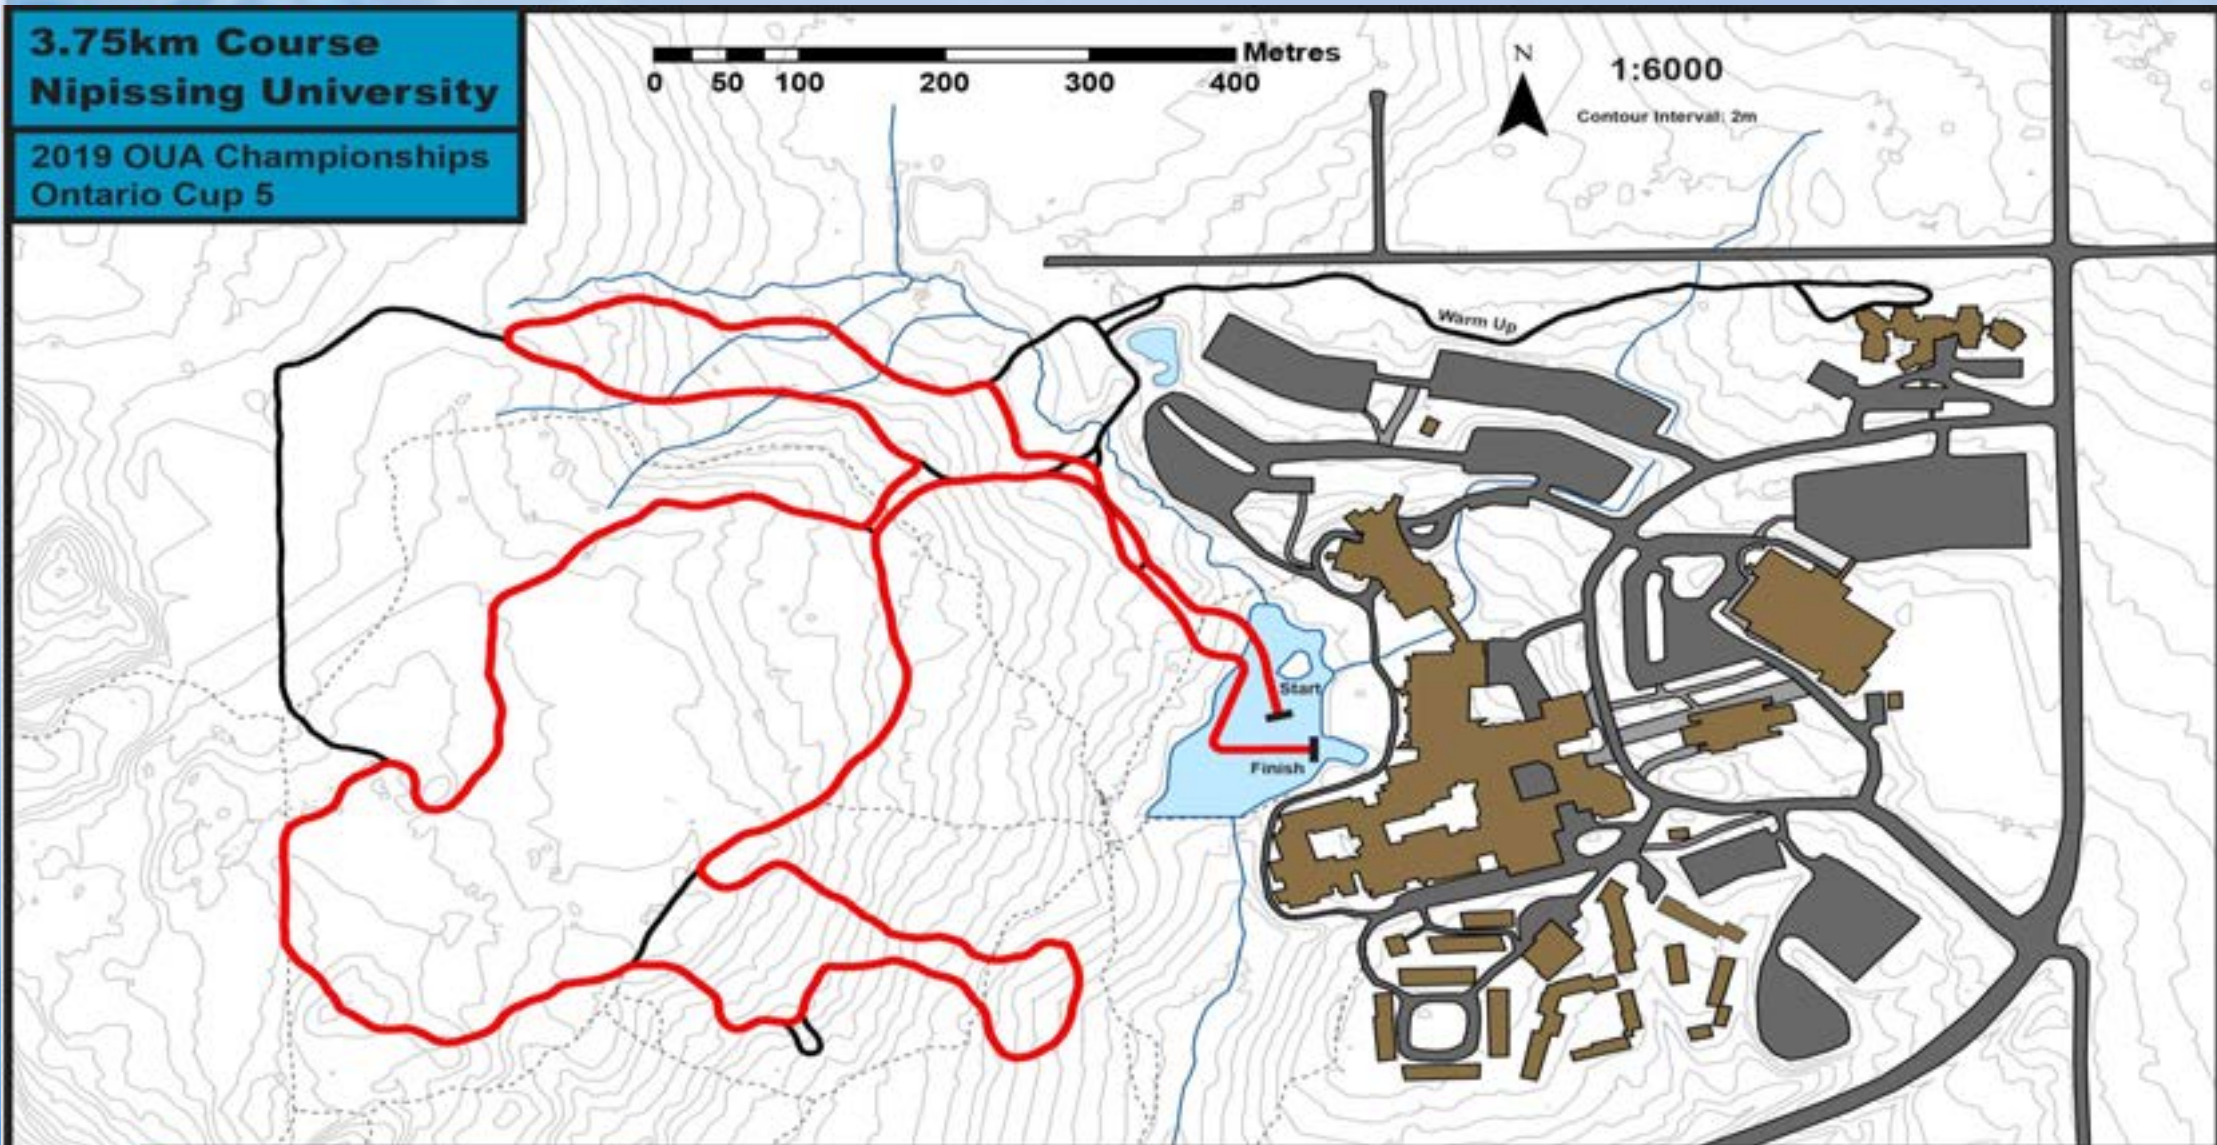 3.75km Course
Nipissing University
2019 OUA Championships
Ontario Cup 5
Metres
0 50 100 200 300 400
N
1:6000
Contour Interval: 2m
Warm Up
Start
Finish